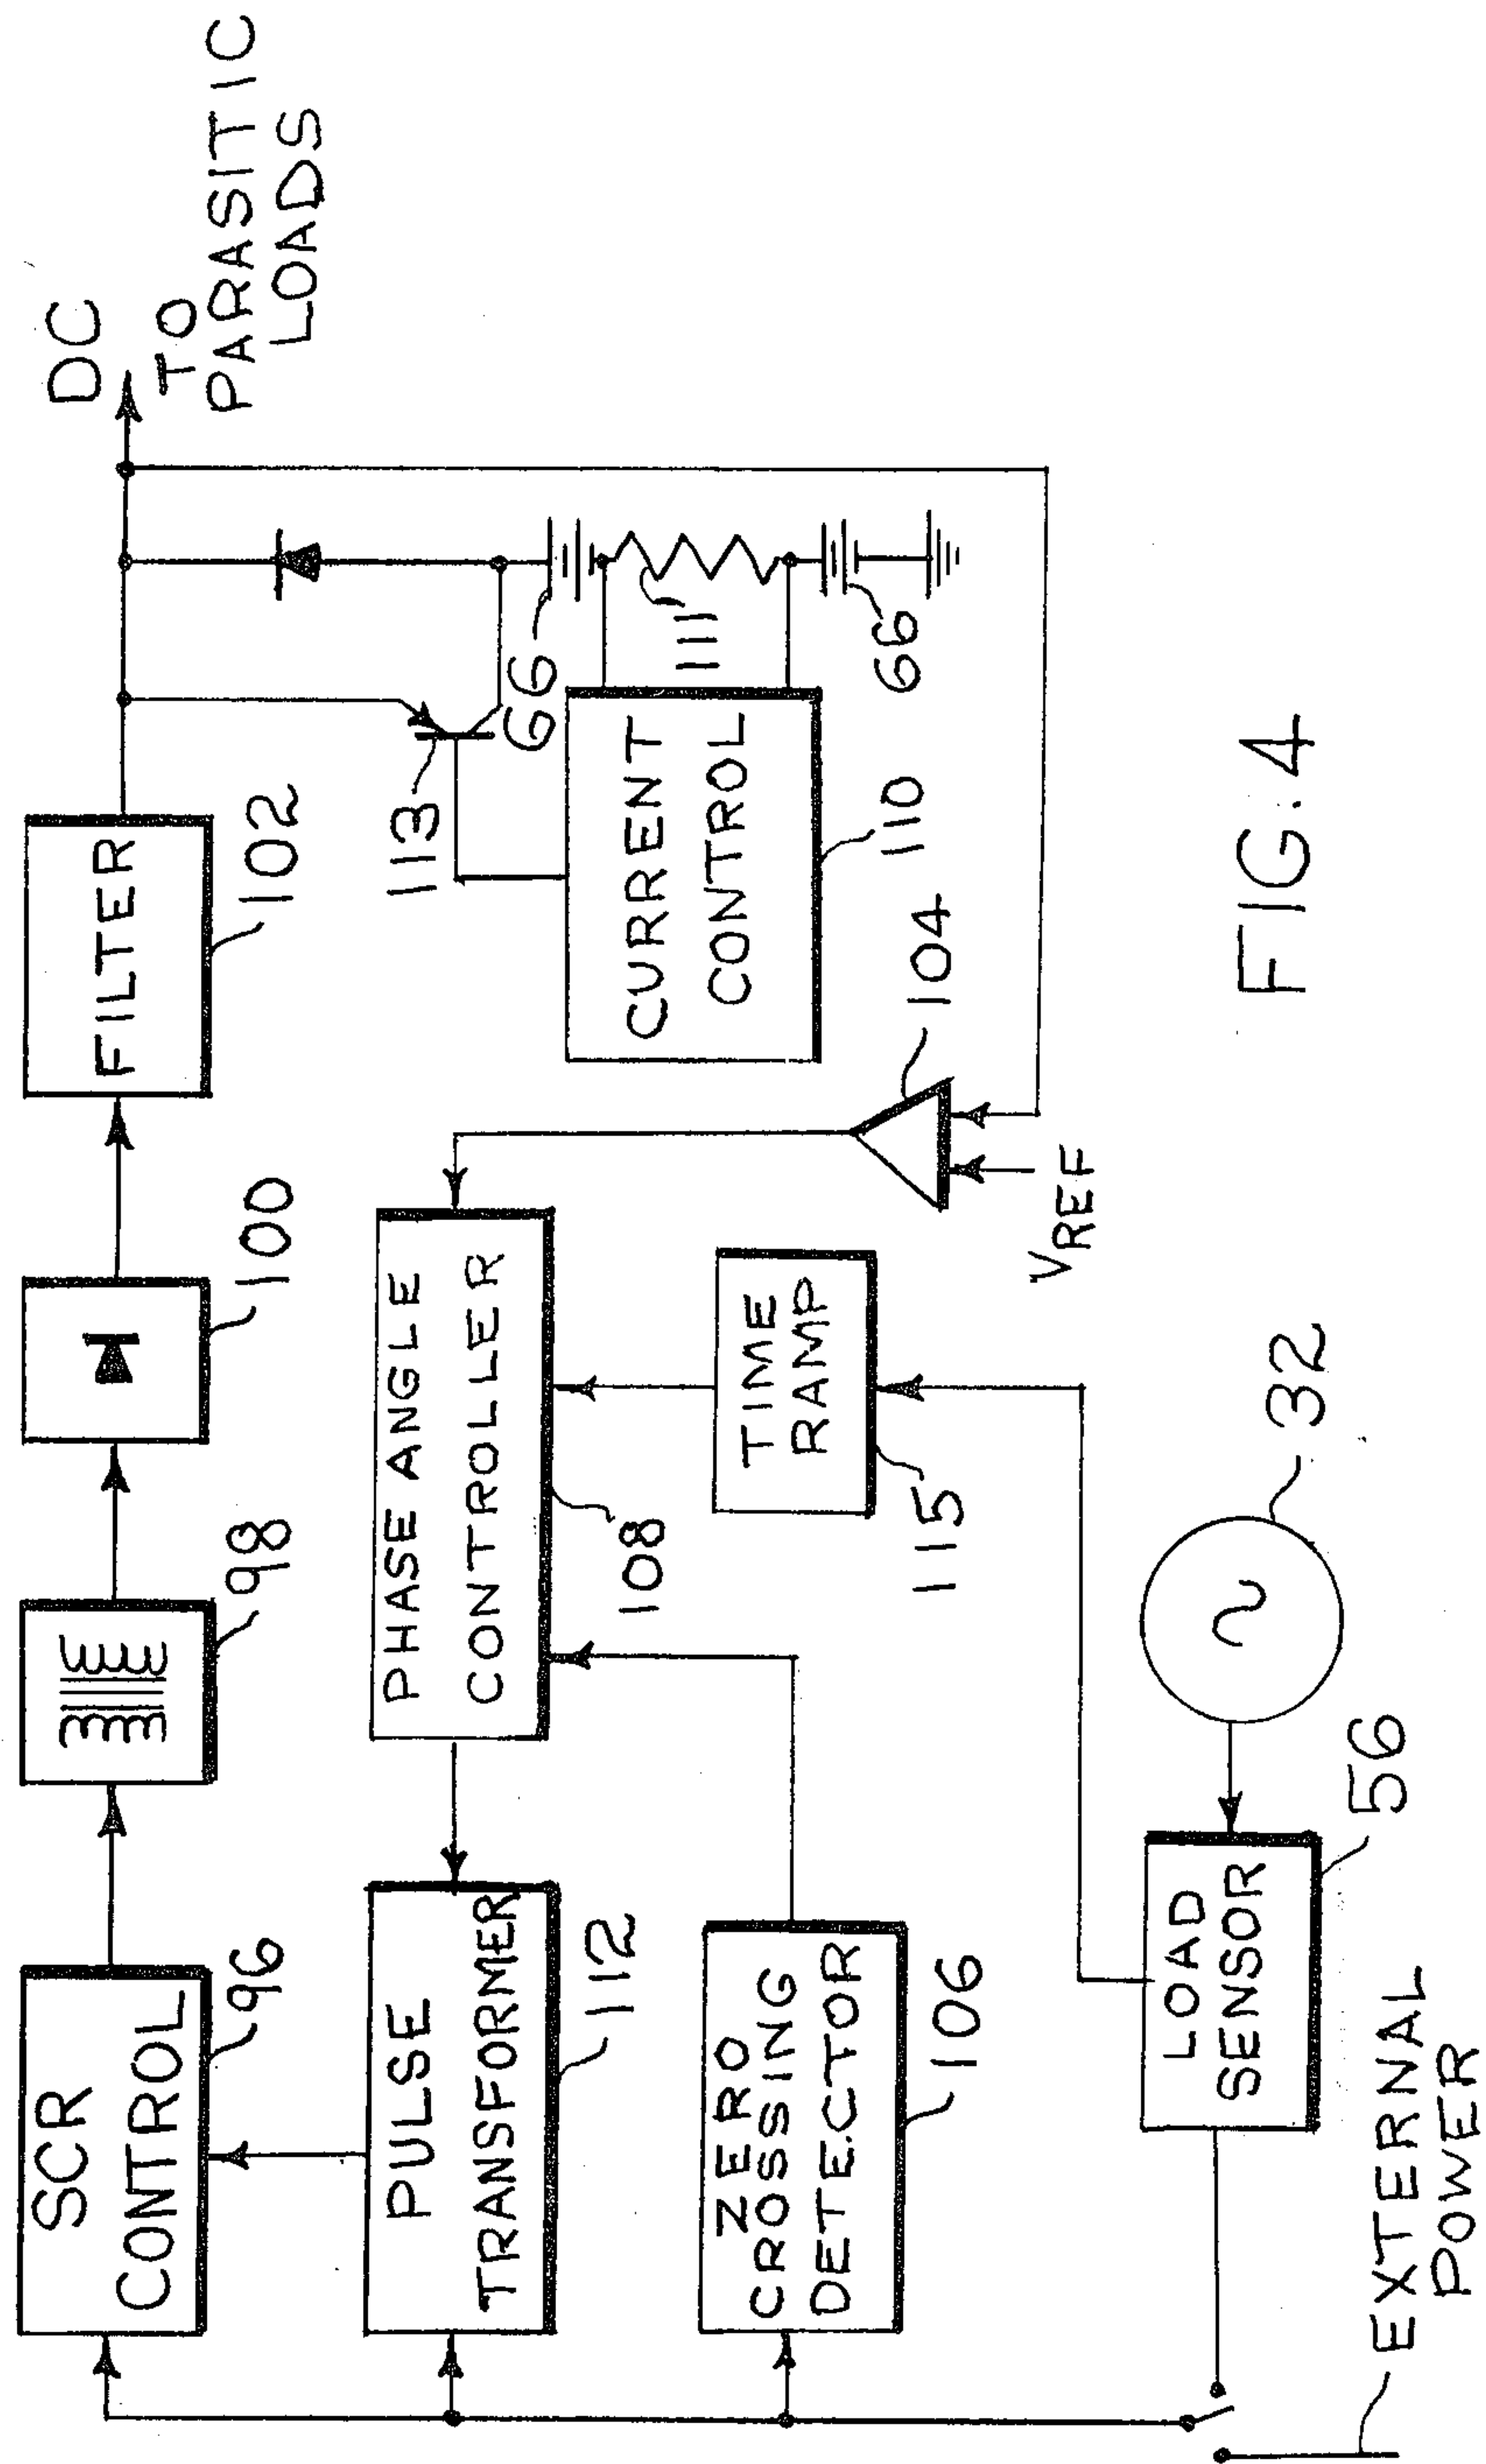 SCR
CONTROL
96
98
100
FILTER
102
DC
TO
PARASITIC
LOADS
PULSE
TRANSFORMER
112
PHASE ANGLE
CONTROLLER
108
113
66
111
66
CURRENT
CONTROL
110
ZERO
CROSSING
DETECTOR
106
TIME
RAMP
115
104
VREF
LOAD
SENSOR
56
32
EXTERNAL
POWER
FIG. 4